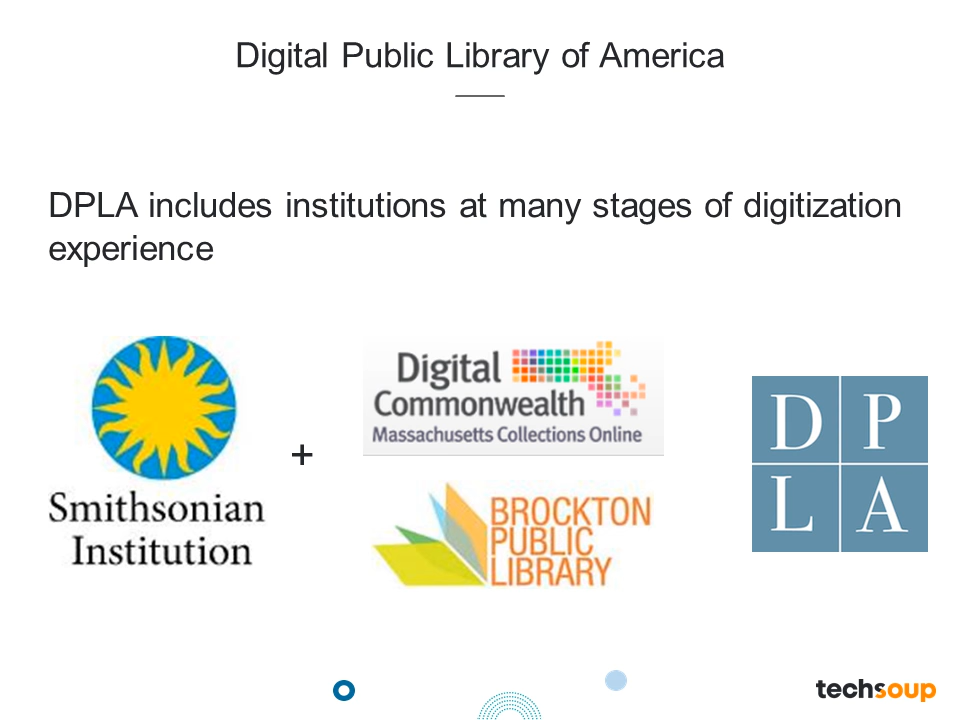 Digital Public Library of America
DPLA includes institutions at many stages of digitization
experience
Smithsonian
Institution
+
Digital
Commonwealth
Massachusetts Collections Online
BROCKTON
PUBLIC
LIBRARY
D P
L A
techsoup